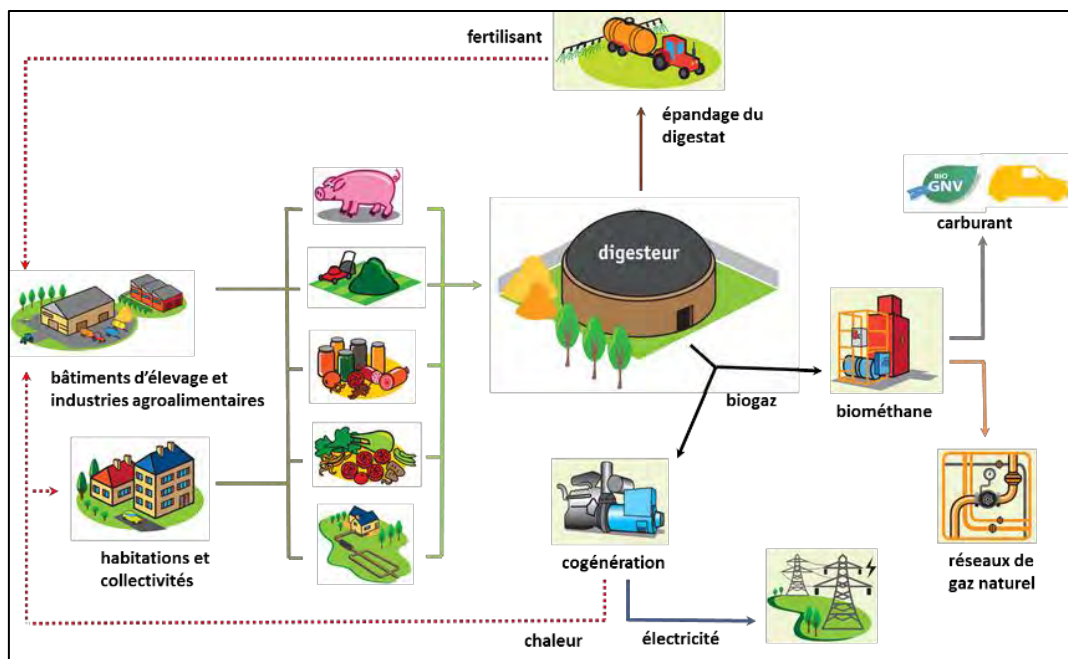 fertilisant
épandage du
digestat
BIO
GNV
carburant
digesteur
bâtiments d'élevage et
industries agroalimentaires
biogaz
biométhane
habitations et
collectivités
cogénération
réseaux de
gaz naturel
chaleur
électricité